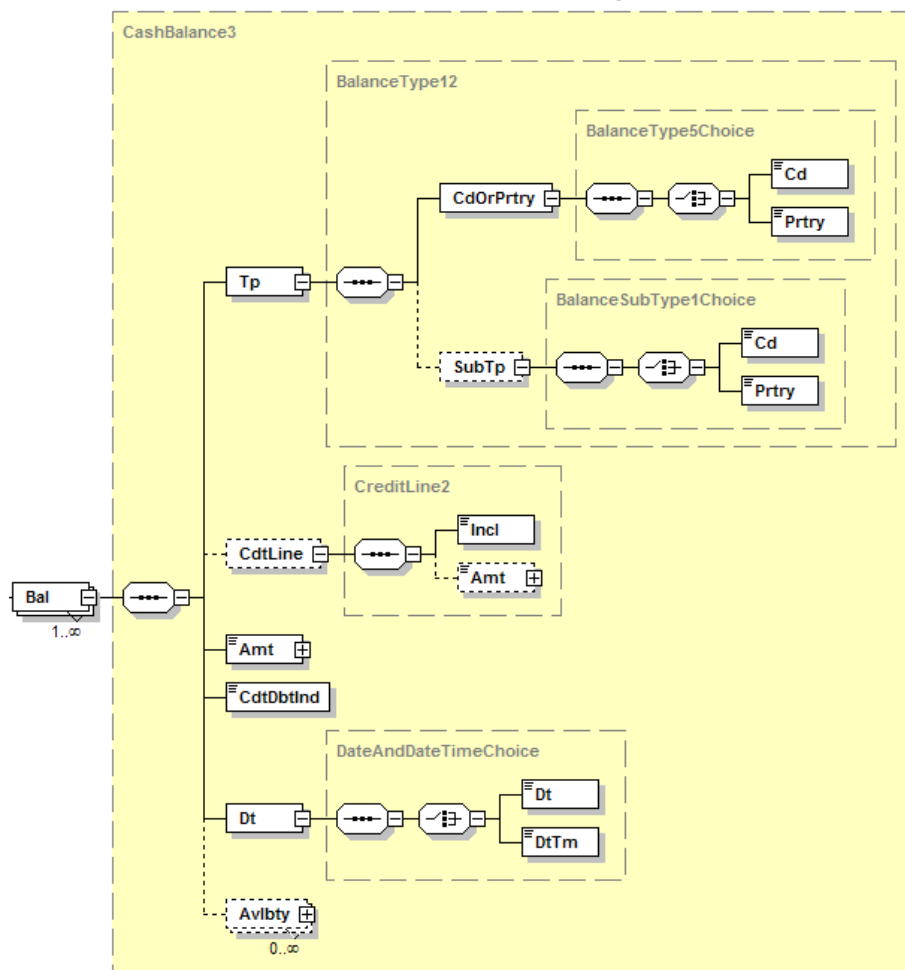 CashBalance3
BalanceType12
BalanceType5Choice
Cd
CdOrPrtry
Prtry
Tp
BalanceSubType1Choice
Cd
SubTp
Prtry
CreditLine2
Incl
CdtLine
Amt
Bal
1..∞
Amt
CdtDbtInd
DateAndDateTimeChoice
Dt
Dt
DtTm
Avlbty
0..∞